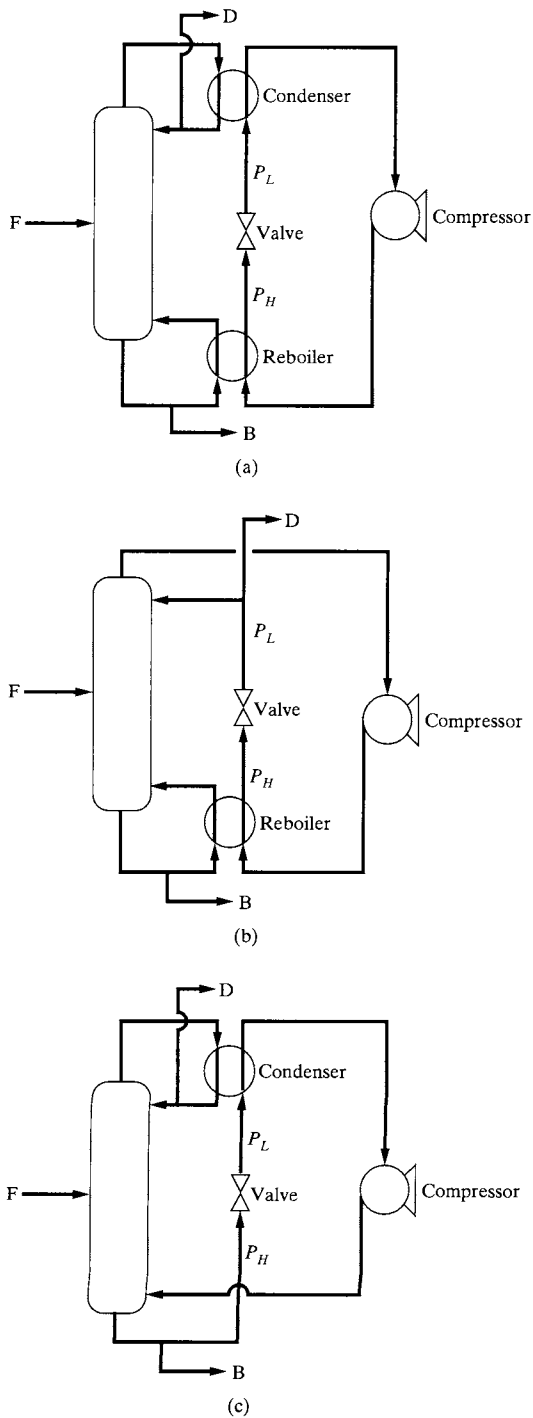 D
Condenser
P_L
F
Compressor
Valve
P_H
Reboiler
B
(a)
D
P_L
F
Valve
Compressor
P_H
Reboiler
B
(b)
D
Condenser
P_L
F
Valve
Compressor
P_H
B
(c)